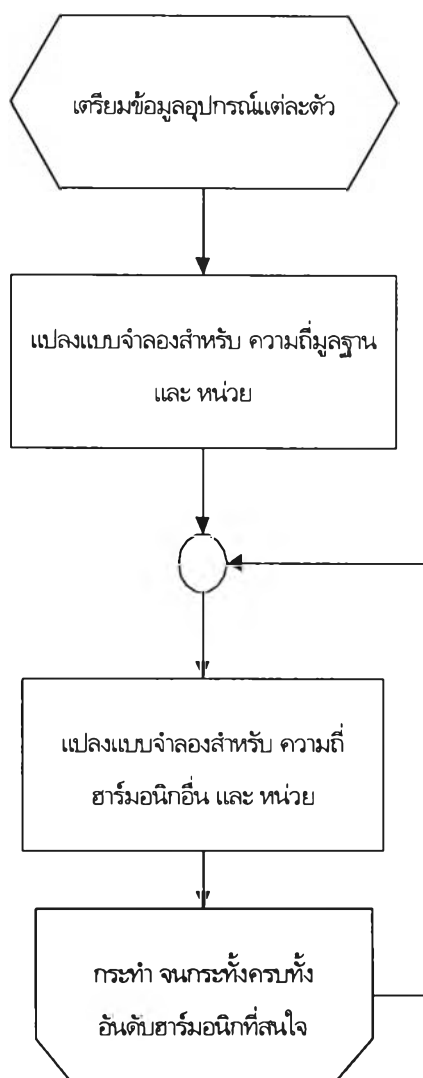 เตรียมข้อมูลอุปกรณ์แต่ละตัว
แปลงแบบจำลองสำหรับ ความถี่มูลฐาน
และ หน่วย
แปลงแบบจำลองสำหรับ ความถี่
ฮาร์มอนิกอื่น และ หน่วย
กระทำ จนกระทั้งครบทั้ง
อันดับฮาร์มอนิกที่สนใจ